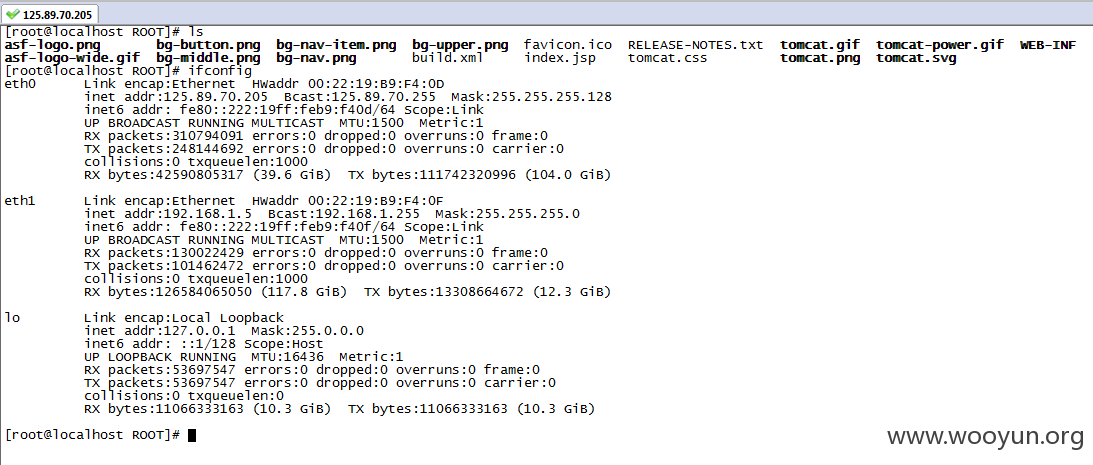 125.89.70.205
[root@localhost ROOT]# ls
asf-logo.png bg-button.png bg-nav-item.png bg-upper.png favicon.ico RELEASE-NOTES.txt tomcat.gif tomcat-power.gif WEB-INF
asf-logo-wide.gif bg-middle.png bg-nav.png build.xml index.jsp tomcat.css tomcat.png tomcat.svg
[root@localhost ROOT]# ifconfig
eth0 Link encap:Ethernet HWaddr 00:22:19:B9:F4:0D
inet addr:125.89.70.205 Bcast:125.89.70.255 Mask:255.255.255.128
inet6 addr: fe80::222:19ff:feb9:f40d/64 Scope:Link
UP BROADCAST RUNNING MULTICAST MTU:1500 Metric:1
RX packets:310794091 errors:0 dropped:0 overruns:0 frame:0
TX packets:248144692 errors:0 dropped:0 overruns:0 carrier:0
collisions:0 txqueuelen:1000
RX bytes:42590805317 (39.6 GiB) TX bytes:111742320996 (104.0 GiB)
eth1 Link encap:Ethernet HWaddr 00:22:19:B9:F4:0F
inet addr:192.168.1.5 Bcast:192.168.1.255 Mask:255.255.255.0
inet6 addr: fe80::222:19ff:feb9:f40f/64 Scope:Link
UP BROADCAST RUNNING MULTICAST MTU:1500 Metric:1
RX packets:130022429 errors:0 dropped:0 overruns:0 frame:0
TX packets:101462472 errors:0 dropped:0 overruns:0 carrier:0
collisions:0 txqueuelen:1000
RX bytes:126584065050 (117.8 GiB) TX bytes:13308664672 (12.3 GiB)
lo Link encap:Local Loopback
inet addr:127.0.0.1 Mask:255.0.0.0
inet6 addr: ::1/128 Scope:Host
UP LOOPBACK RUNNING MTU:16436 Metric:1
RX packets:53697547 errors:0 dropped:0 overruns:0 frame:0
TX packets:53697547 errors:0 dropped:0 overruns:0 carrier:0
collisions:0 txqueuelen:0
RX bytes:11066333163 (10.3 GiB) TX bytes:11066333163 (10.3 GiB)
[root@localhost ROOT]#
www.wooyun.org